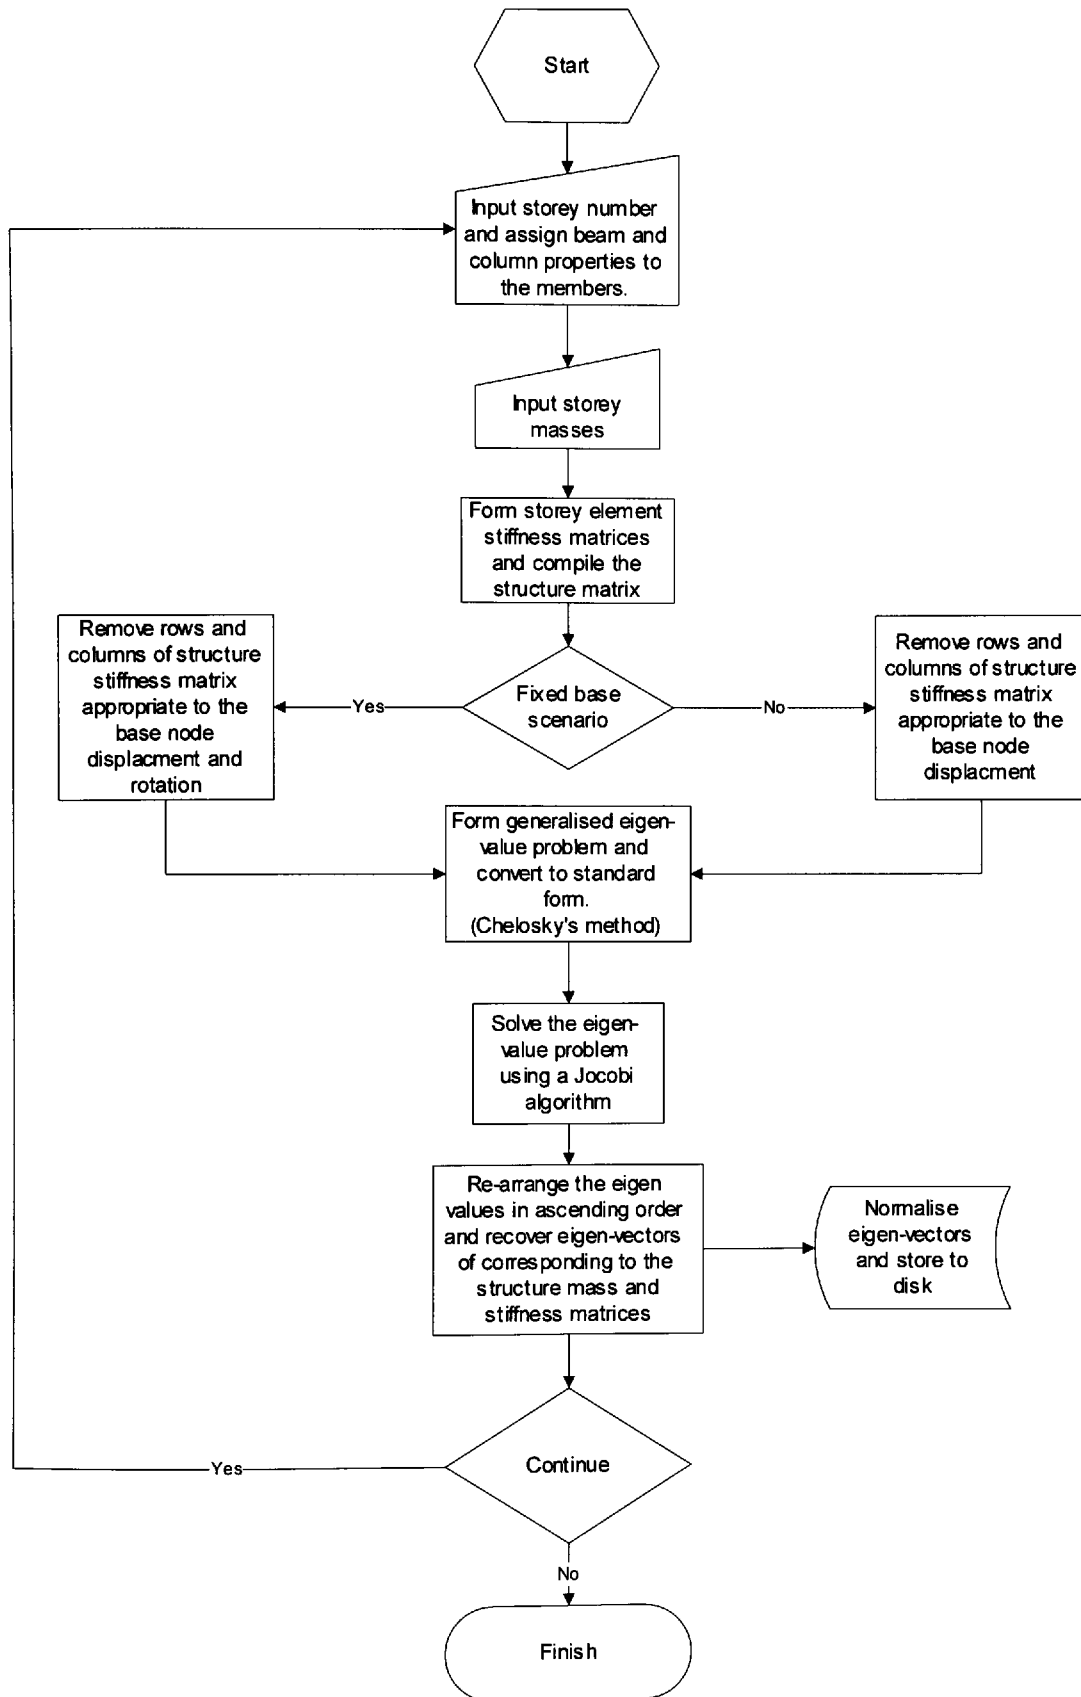 Start
Input storey number
and assign beam and
column properties to
the members.
Input storey
masses
Form storey element
stiffness matrices
and compile the
structure matrix
Remove rows and
columns of structure
stiffness matrix
appropriate to the
base node
displacment and
rotation
Yes
Fixed base
scenario
No
Remove rows and
columns of structure
stiffness matrix
appropriate to the
base node
displacment
Form generalised eigen-
value problem and
convert to standard
form.
(Chelosky's method)
Solve the eigen-
value problem
using a Jocobi
algorithm
Re-arrange the eigen
values in ascending order
and recover eigen-vectors
of corresponding to the
structure mass and
stiffness matrices
Normalise
eigen-vectors
and store to
disk
Yes
Continue
No
Finish